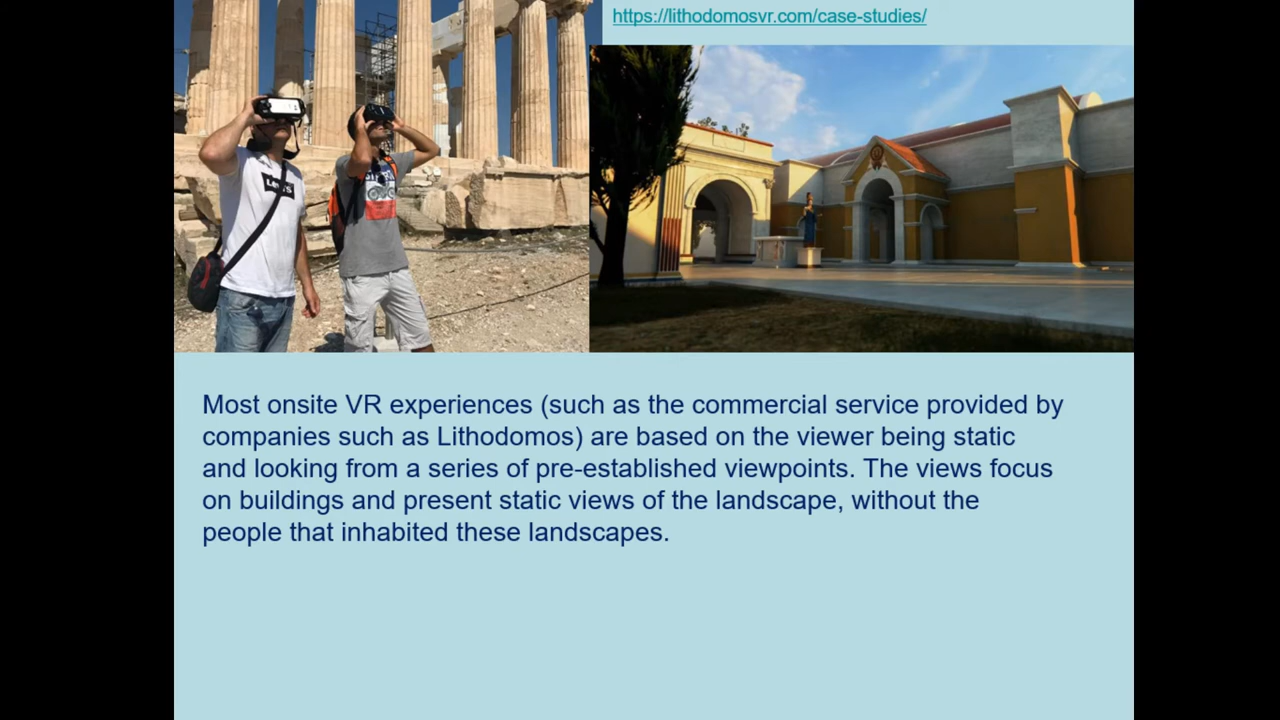 https://lithodomosvr.com/case-studies/
LEVI'S
Most onsite VR experiences (such as the commercial service provided by
companies such as Lithodomos) are based on the viewer being static
and looking from a series of pre-established viewpoints. The views focus
on buildings and present static views of the landscape, without the
people that inhabited these landscapes.